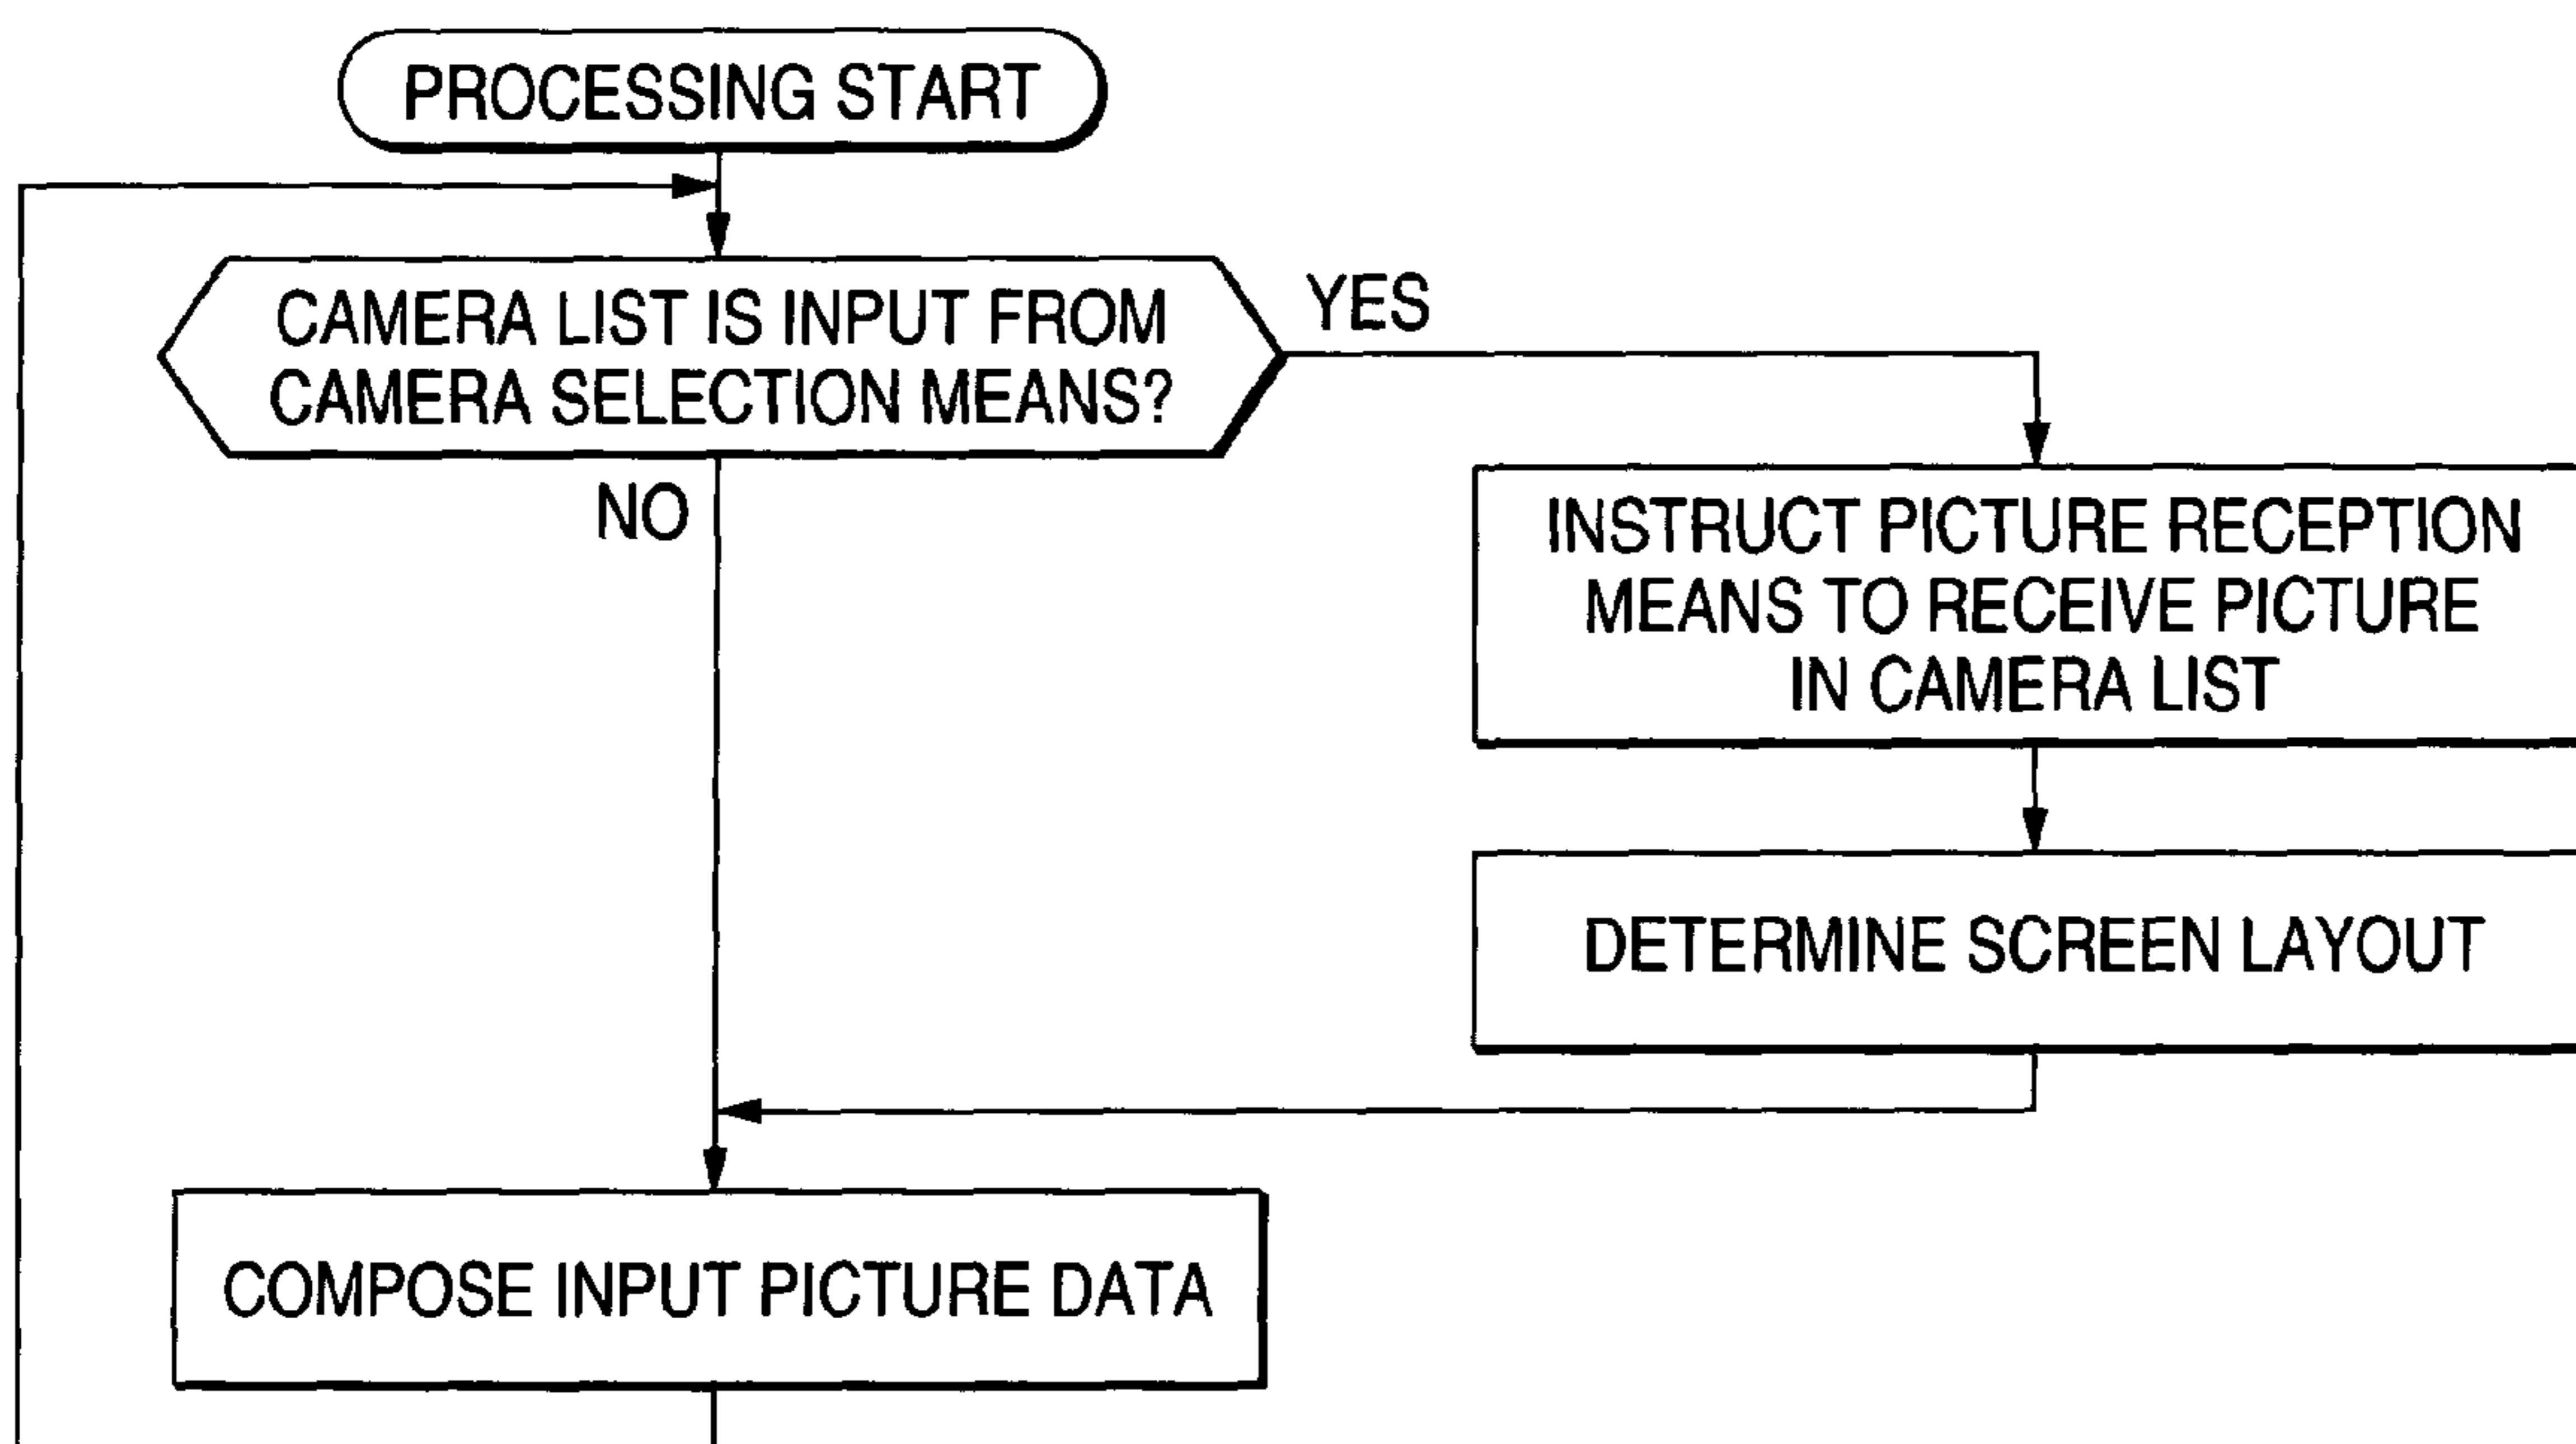 PROCESSING START
CAMERA LIST IS INPUT FROM
CAMERA SELECTION MEANS?
YES
NO
INSTRUCT PICTURE RECEPTION
MEANS TO RECEIVE PICTURE
IN CAMERA LIST
DETERMINE SCREEN LAYOUT
COMPOSE INPUT PICTURE DATA